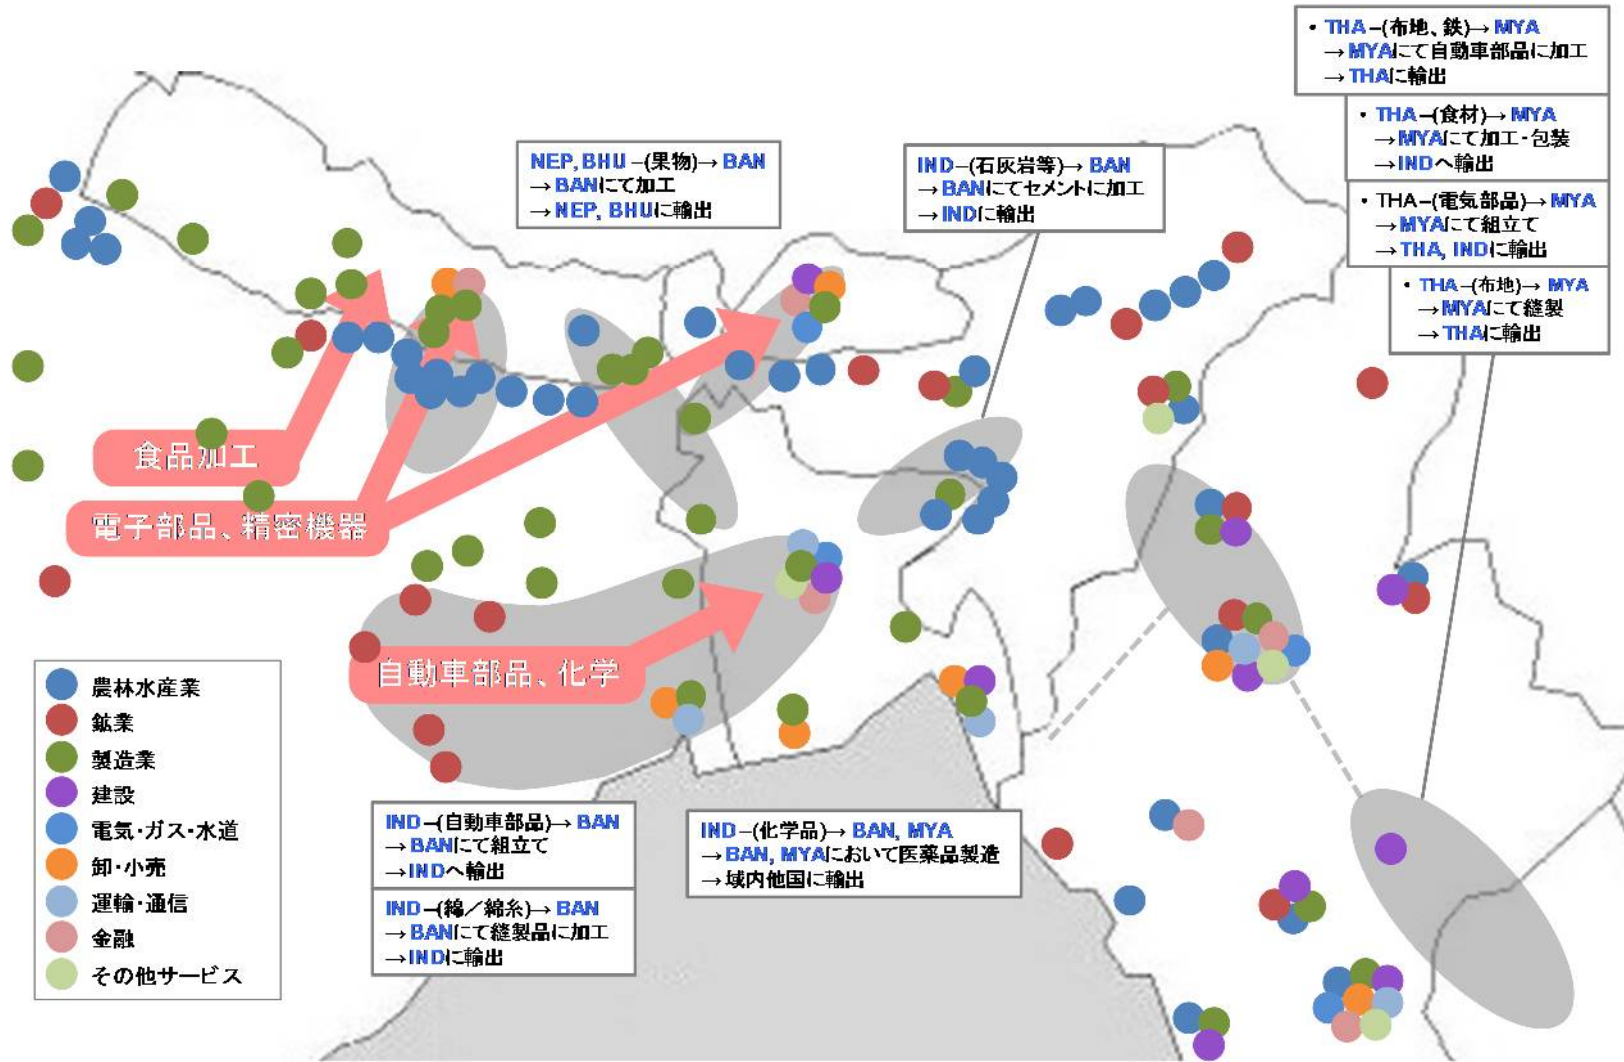 • THA–(布地、鉄)→ MYA
→MYAにて自動車部品に加工
→THAに輸出
• THA–(食材)→ MYA
→MYAにて加工・包装
→INDへ輸出
• THA–(電気部品)→ MYA
→MYAにて組立て
→THA, INDに輸出
• THA–(布地)→ MYA
→MYAにて縫製
→THAに輸出
NEP, BHU –(果物)→ BAN
→BANにて加工
→NEP, BHUに輸出
IND–(石灰岩等)→ BAN
→BANにてセメントに加工
→INDに輸出
食品加工
電子部品、精密機器
自動車部品、化学
農林水産業
鉱業
製造業
建設
電気・ガス・水道
卸・小売
運輸・通信
金融
その他サービス
IND–(自動車部品)→ BAN
→BANにて組立て
→INDへ輸出
IND–(綿／綿糸)→ BAN
→BANにて縫製品に加工
→INDに輸出
IND–(化学品)→ BAN, MYA
→BAN, MYAにおいて医薬品製造
→域内他国に輸出